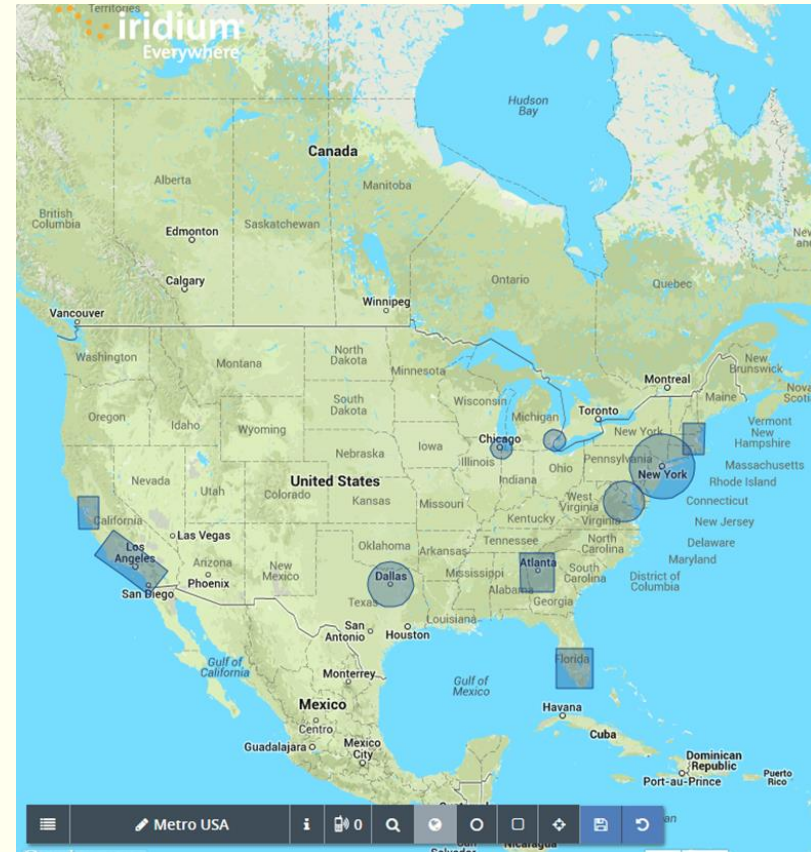 Territories
iridium
Everywhere
Hudson
Bay
Canada
Alberta
Manitoba
British
Columbia
Saskatchewan
Edmonton
Calgary
Ontario
Quebec
Winnipeg
Vancouver
Washington
Montana
North
Dakota
Minnesota
Montreal
New
Brunswick
Maine
Oregon
Idaho
Wyoming
South
Dakota
Wisconsin
Michigan
Toronto
New York
Vermont
New
Hampshire
Chicago
Iowa
Nebraska
Illinois
Indiana
Ohio
Pennsylvania
New York
Massachusetts
Rhode Island
Connecticut
Nevada
Utah
Colorado
United States
Kansas
Missouri
West
Virginia
Virginia
Kentucky
New Jersey
Delaware
Maryland
District of
Columbia
California
Las Vegas
Los
Angeles
San Diego
Arizona
Phoenix
New
Mexico
Oklahoma
Arkansas
Tennessee
North
Carolina
South
Carolina
Atlanta
Mississippi
Alabama
Georgia
Dallas
Texas
Louisiana
San
Antonio
Houston
Florida
Gulf of
California
Monterrey
Gulf of
Mexico
Mexico
Havana
Cuba
Centro
Guadalajara
Mexico
City
Dominican
Republic
Port-au-Prince
Puerto
Rico
Metro USA
i
0
Nicaragua